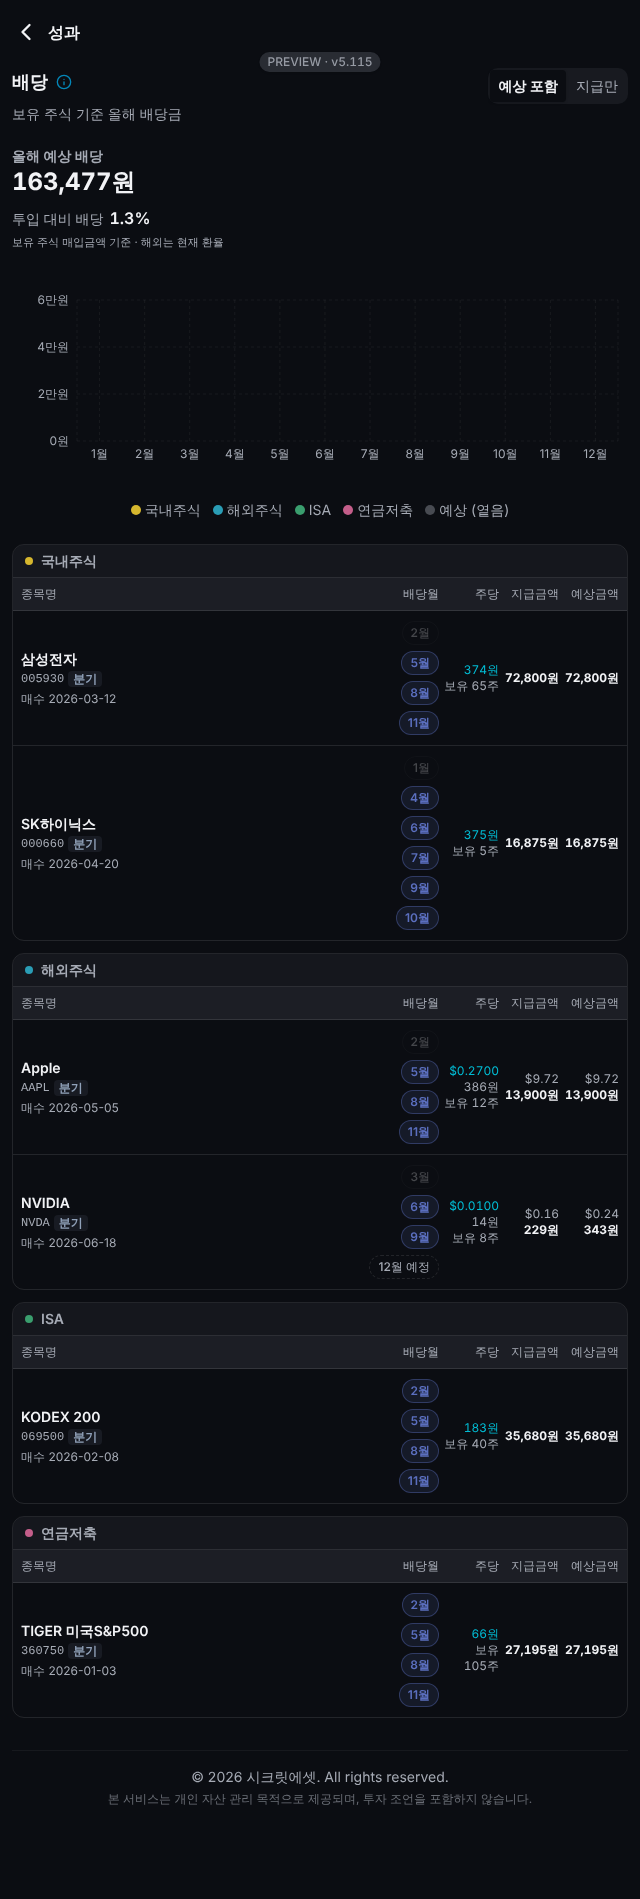 성과
PREVIEW · v5.115
배당
예상 포함 지급만
보유 주식 기준 올해 배당금
올해 예상 배당
163,477원
투입 대비 배당 1.3%
보유 주식 매입금액 기준 · 해외는 현재 환율
6만원
4만원
2만원
0원
1월 2월 3월 4월 5월 6월 7월 8월 9월 10월 11월 12월
국내주식 해외주식 ISA 연금저축 예상 (옅음)
국내주식
종목명 배당월 주당 지급금액 예상금액
삼성전자
005930 분기
매수 2026-03-12
2월
5월
8월
11월
374원
보유 65주
72,800원 72,800원
SK하이닉스
000660 분기
매수 2026-04-20
1월
4월
6월
7월
9월
10월
375원
보유 5주
16,875원 16,875원
해외주식
종목명 배당월 주당 지급금액 예상금액
Apple
AAPL 분기
매수 2026-05-05
2월
5월
8월
11월
$0.2700
386원
보유 12주
$9.72 $9.72
13,900원 13,900원
NVIDIA
NVDA 분기
매수 2026-06-18
3월
6월
9월
12월 예정
$0.0100
14원
보유 8주
$0.16 $0.24
229원 343원
ISA
종목명 배당월 주당 지급금액 예상금액
KODEX 200
069500 분기
매수 2026-02-08
2월
5월
8월
11월
183원
보유 40주
35,680원 35,680원
연금저축
종목명 배당월 주당 지급금액 예상금액
TIGER 미국S&P500
360750 분기
매수 2026-01-03
2월
5월
8월
11월
66원
보유
105주
27,195원 27,195원
© 2026 시크릿에셋. All rights reserved.
본 서비스는 개인 자산 관리 목적으로 제공되며, 투자 조언을 포함하지 않습니다.